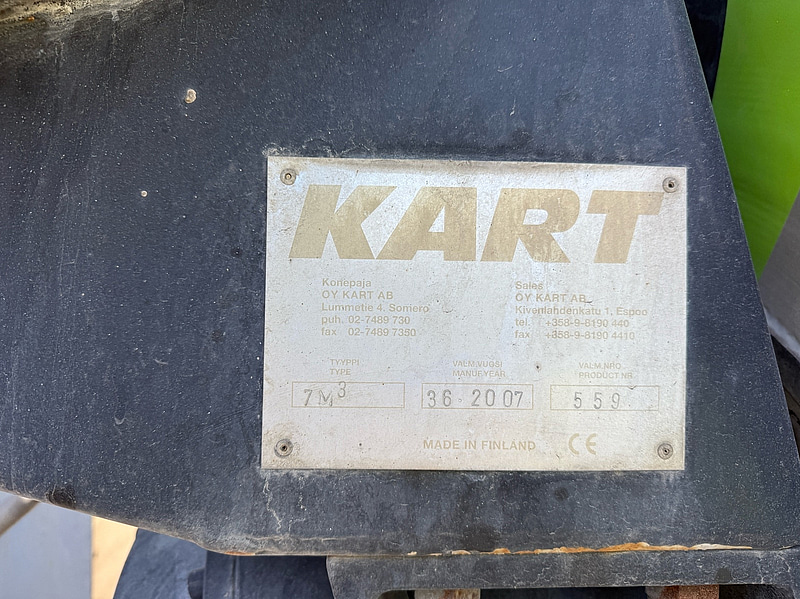 KART
Konepaja
OY KART AB
Lummetie 4, Somero
puh. 02-7489 730
fax 02-7489 7350
Sales
OY KART AB
Kivenlahdenkatu 1, Espoo
tel. +358-9-8190 440
fax +358-9-8190 4410
TYYPPI
TYPE
7M³
VALM.VUOSI
MANUF.YEAR
36.2007
VALM.NRO
PRODUCT NR.
559
MADE IN FINLAND CE